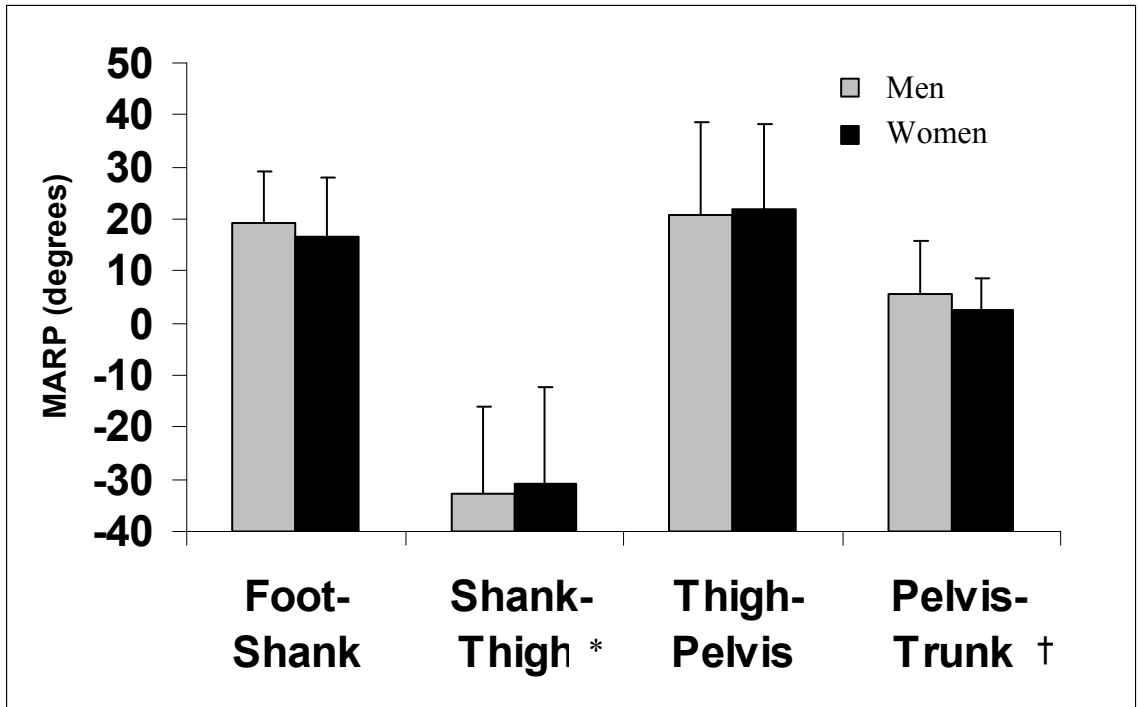 50
40
30
20
10
0
-10
-20
-30
-40
MARP (degrees)
Men
Women
Foot-
Shank
Shank-
Thigh *
Thigh-
Pelvis
Pelvis-
Trunk †